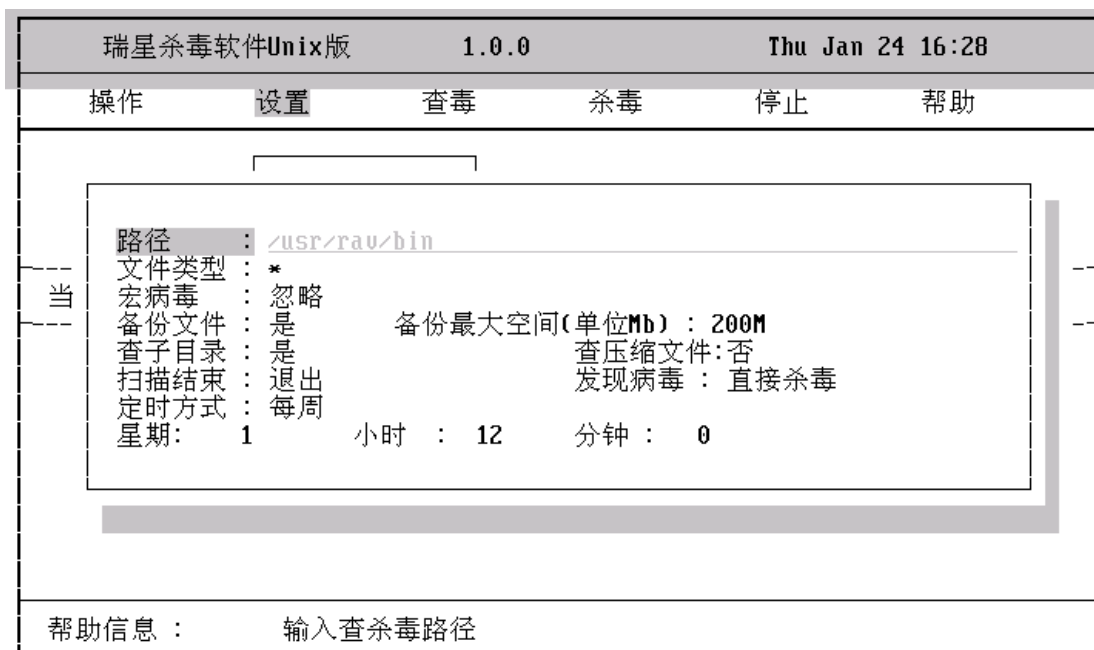 瑞星杀毒软件Unix版 1.0.0 Thu Jan 24 16:28
操作 设置 查毒 杀毒 停止 帮助
路径 : /usr/rav/bin
文件类型 : *
当 宏病毒 : 忽略
备份文件 : 是 备份最大空间(单位Mb) : 200M
查子目录 : 是 查压缩文件:否
扫描结束 : 退出 发现病毒 : 直接杀毒
定时方式 : 每周
星期: 1 小时 : 12 分钟 : 0
帮助信息 : 输入查杀毒路径